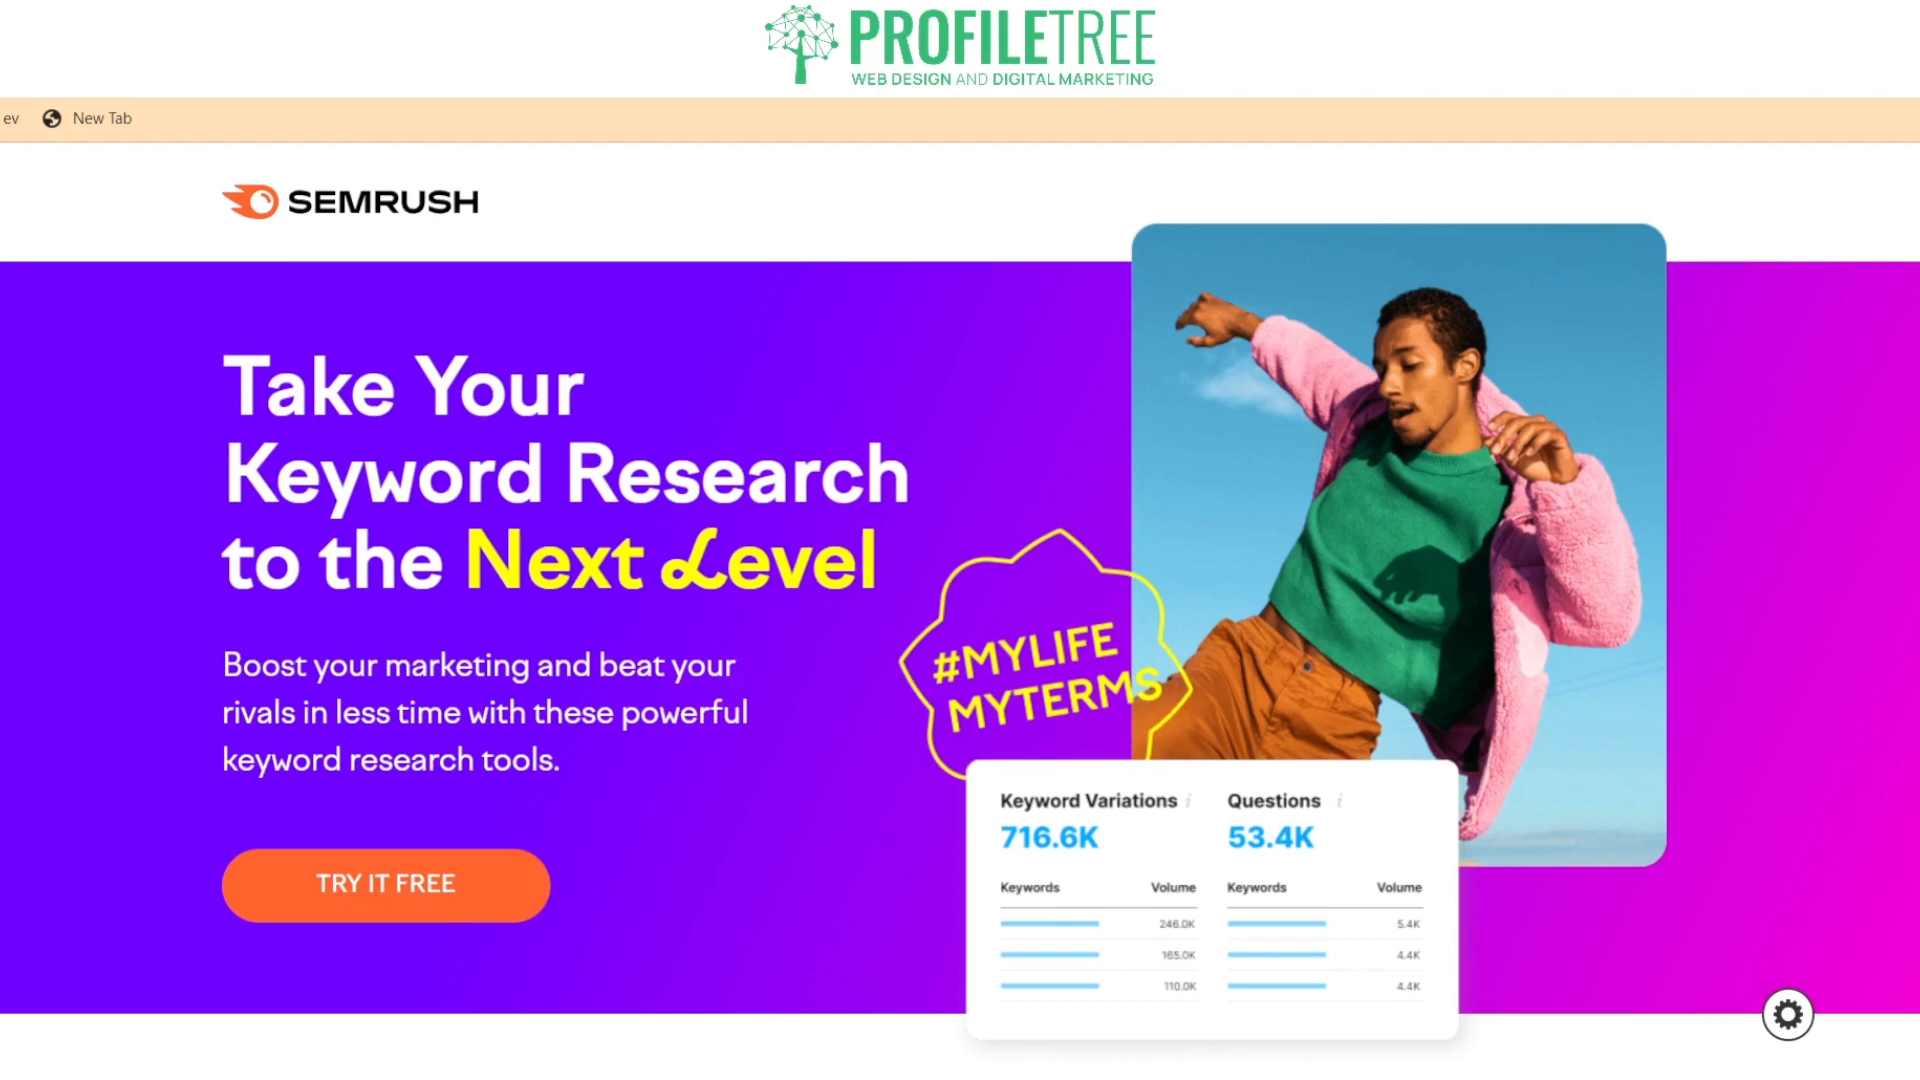 PROFILETREE
WEB DESIGN AND DIGITAL MARKETING
ev New Tab
SEMRUSH
Take Your
Keyword Research
to the Next Level
Boost your marketing and beat your
rivals in less time with these powerful
keyword research tools.
TRY IT FREE
#MYLIFE
MYTERMS
Keyword Variations i Questions i
716.6K 53.4K
Keywords Volume Keywords Volume
246.0K 5.4K
165.0K 4.4K
110.0K 4.4K